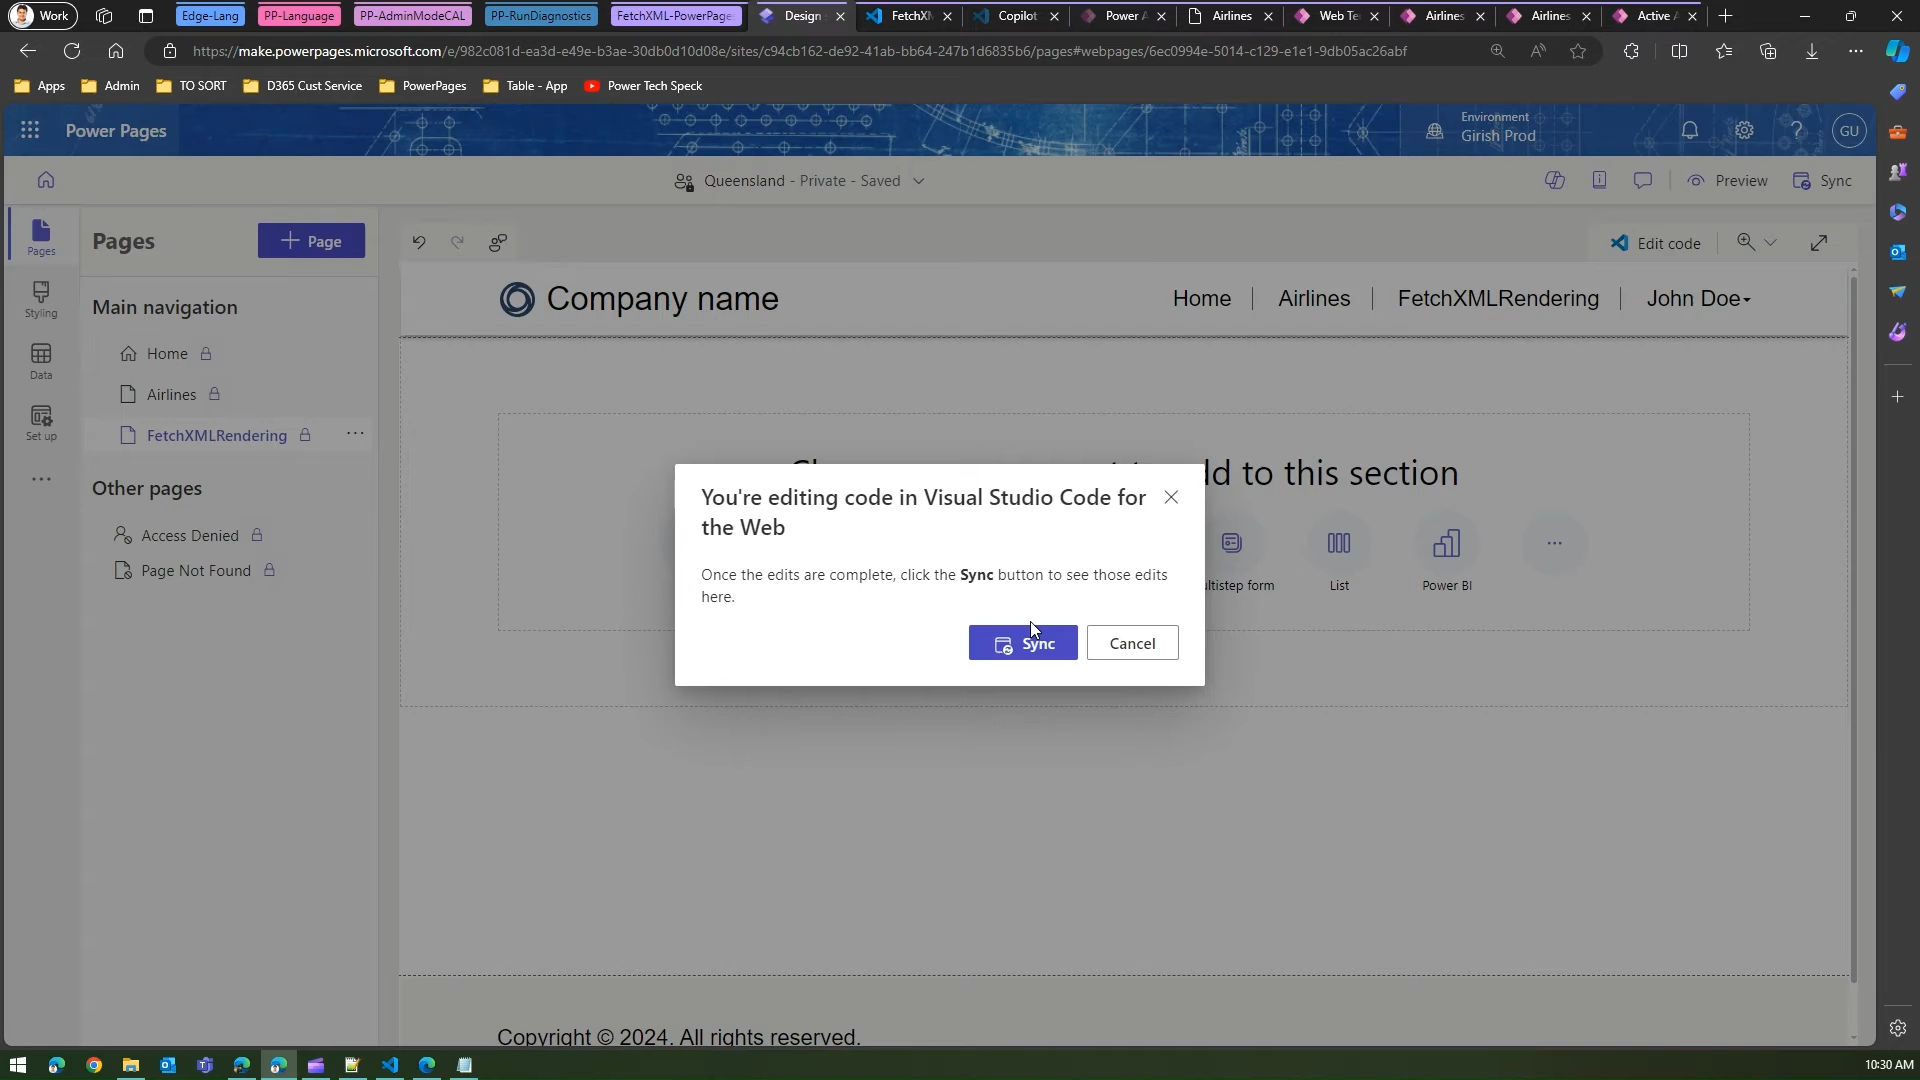 Work
Edge-Lang
PP-Language
PP-AdminModeCAL
PP-RunDiagnostics
FetchXML-PowerPage
Design
FetchXM
Copilot
Power A
Airlines
Web Te
Airlines
Airlines
Active A
https://make.powerpages.microsoft.com/e/982c081d-ea3d-e49e-b3ae-30db0d10d08e/sites/c94cb162-de92-41ab-bb64-247b1d6835b6/pages#webpages/6ec0994e-5014-c129-e1e1-9db05ac26abf
Apps
Admin
TO SORT
D365 Cust Service
PowerPages
Table - App
Power Tech Speck
Power Pages
Environment
Girish Prod
GU
Queensland - Private - Saved
Preview
Sync
Pages
Styling
Data
Set up
Pages
+ Page
Main navigation
Home
Airlines
FetchXMLRendering
Other pages
Access Denied
Page Not Found
Edit code
Company name
Home
Airlines
FetchXMLRendering
John Doe
to this section
List
Power BI
form
You're editing code in Visual Studio Code for
the Web
Once the edits are complete, click the Sync button to see those edits
here.
Sync
Cancel
Copyright © 2024. All rights reserved.
10:30 AM